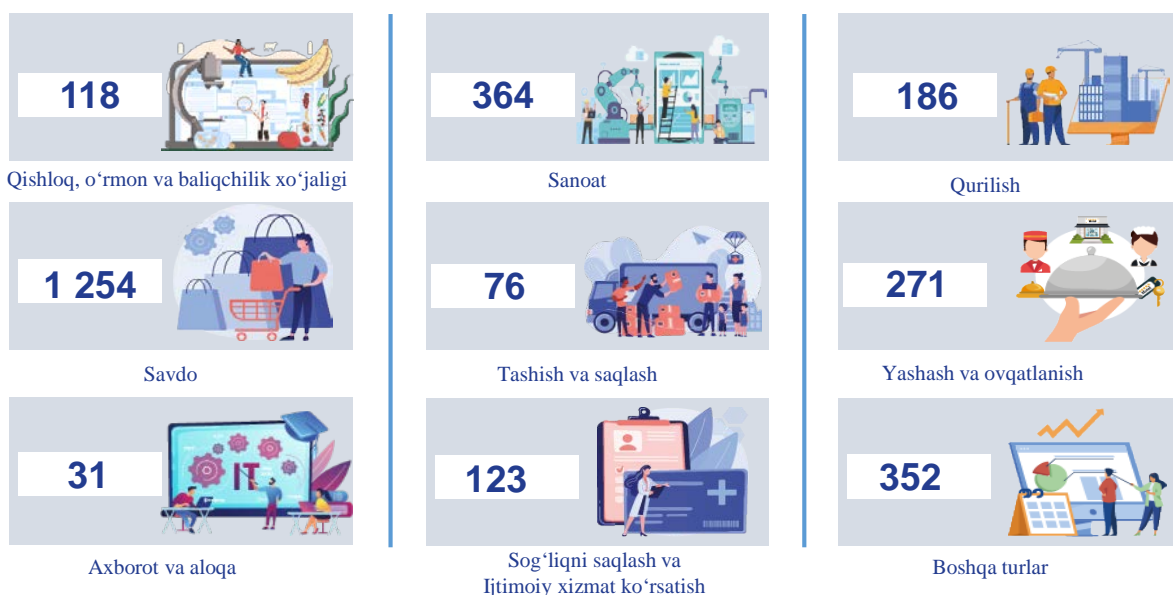 118
364
186
Qishloq, o‘rmon va baliqchilik xo‘jaligi
Sanoat
Qurilish
1 254
76
271
Savdo
Tashish va saqlash
Yashash va ovqatlanish
31
IT
123
352
Axborot va aloqa
Sog‘liqni saqlash va
Ijtimoiy xizmat ko‘rsatish
Boshqa turlar